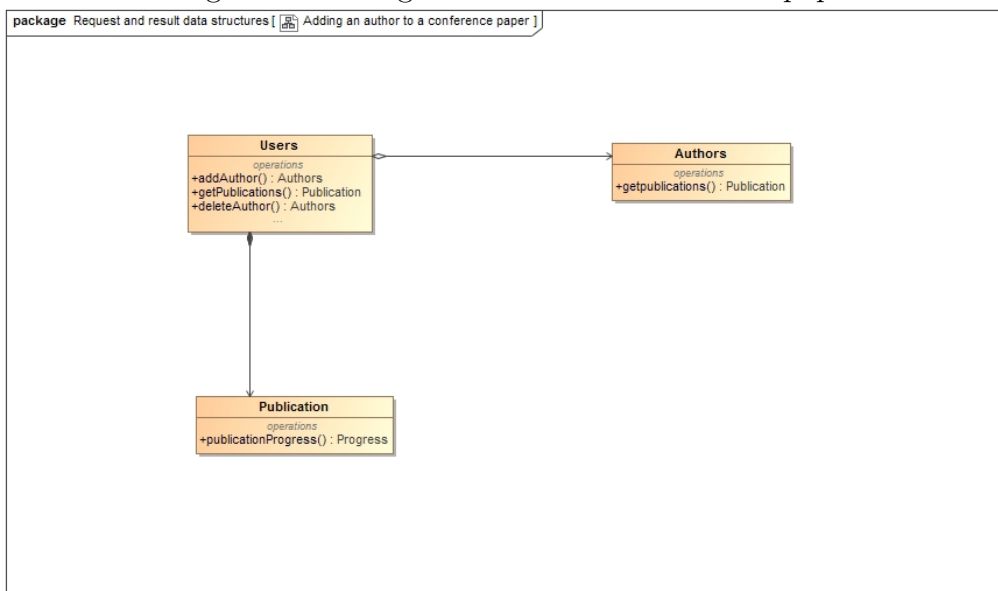 package Request and result data structures [ Adding an author to a conference paper ]
Users
operations
+addAuthor() : Authors
+getPublications() : Publication
+deleteAuthor() : Authors
...
Authors
operations
+getpublications() : Publication
Publication
operations
+publicationProgress() : Progress